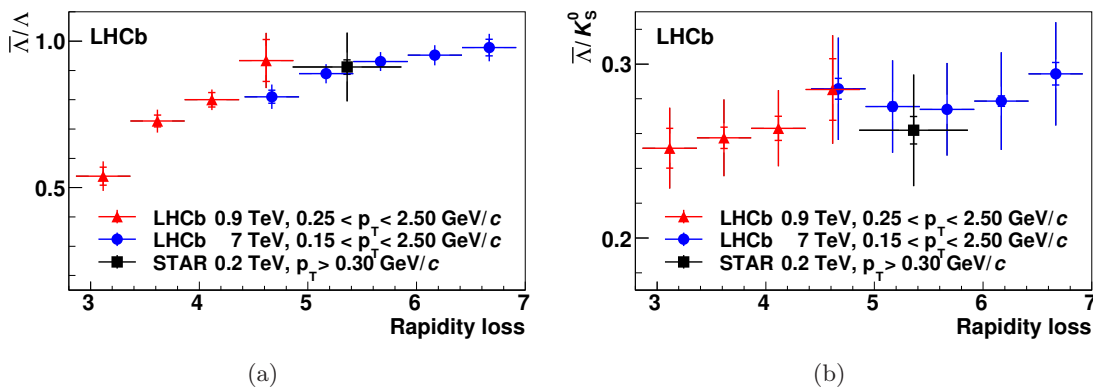 Λ̅/Λ
LHCb
1.0
0.5
LHCb 0.9 TeV, 0.25 < p_T < 2.50 GeV/c
LHCb 7 TeV, 0.15 < p_T < 2.50 GeV/c
STAR 0.2 TeV, p_T > 0.30 GeV/c
3 4 5 6 7
Rapidity loss
(a)
Λ̅/K⁰_S
LHCb
0.3
0.2
LHCb 0.9 TeV, 0.25 < p_T < 2.50 GeV/c
LHCb 7 TeV, 0.15 < p_T < 2.50 GeV/c
STAR 0.2 TeV, p_T > 0.30 GeV/c
3 4 5 6 7
Rapidity loss
(b)